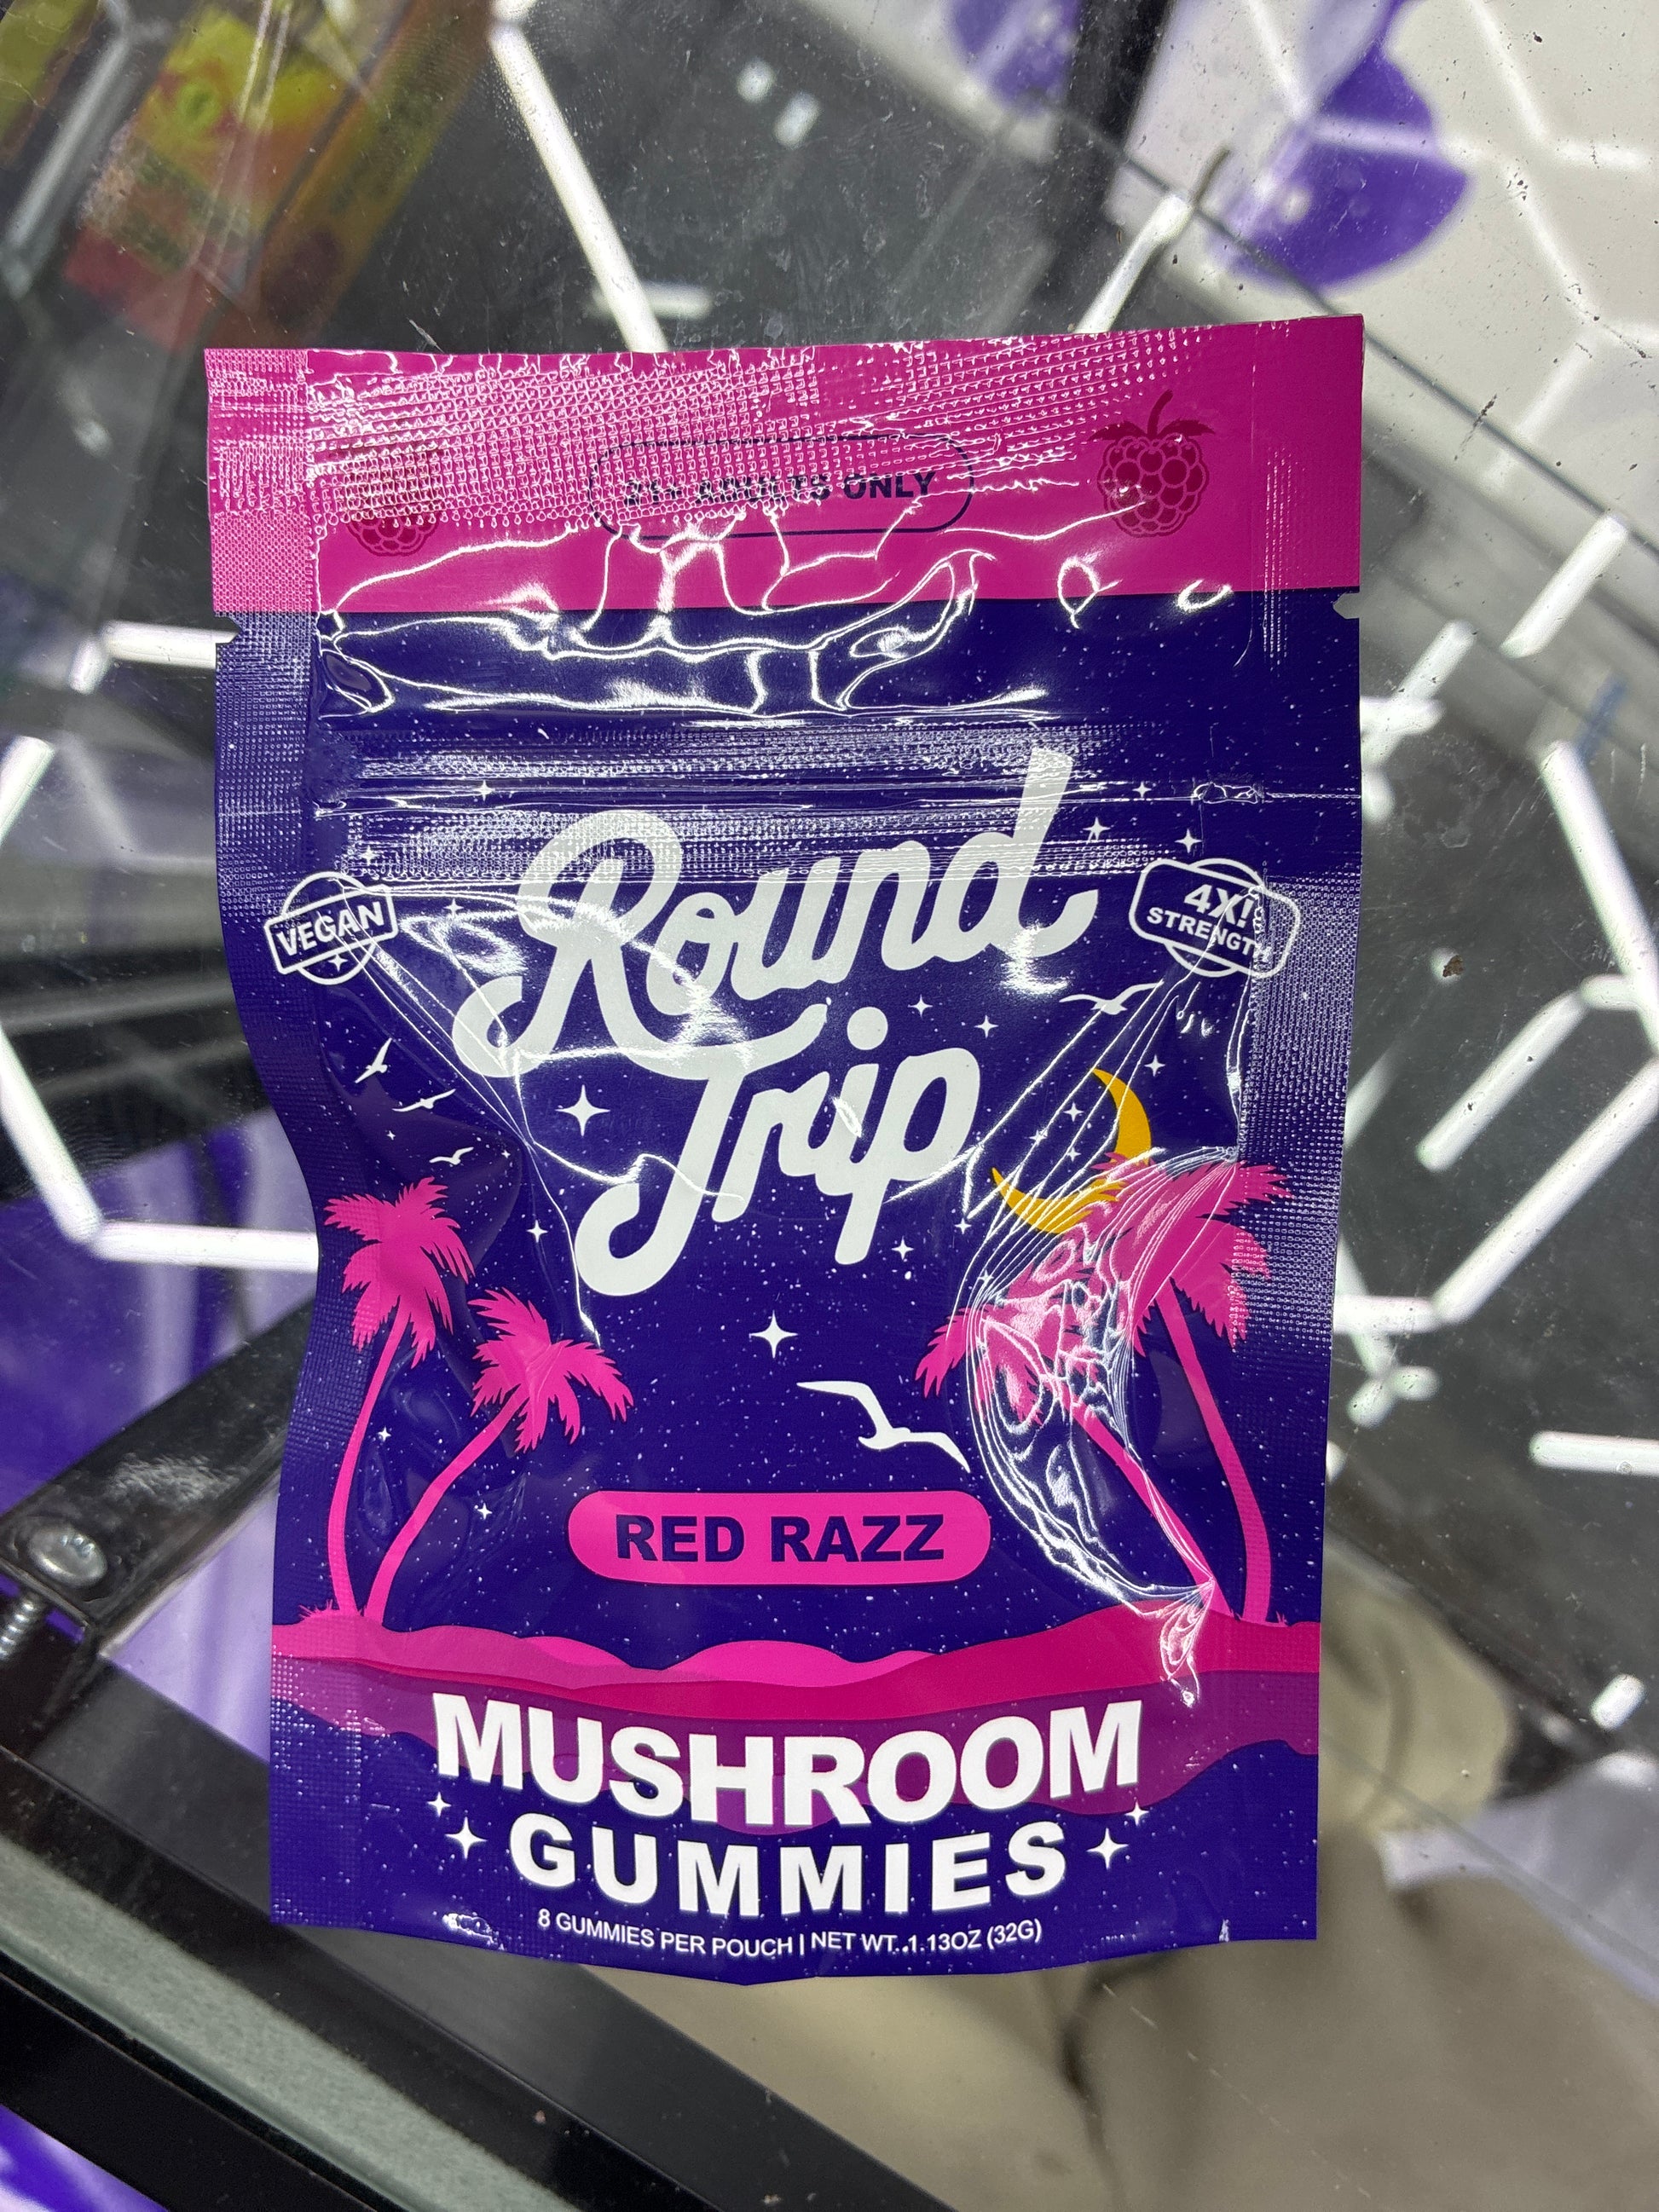 21+ ADULTS ONLY
Round
Trip
VEGAN
4X!
STRENGTH
RED RAZZ
MUSHROOM
GUMMIES
8 GUMMIES PER POUCH | NET WT. 1.13OZ (32G)